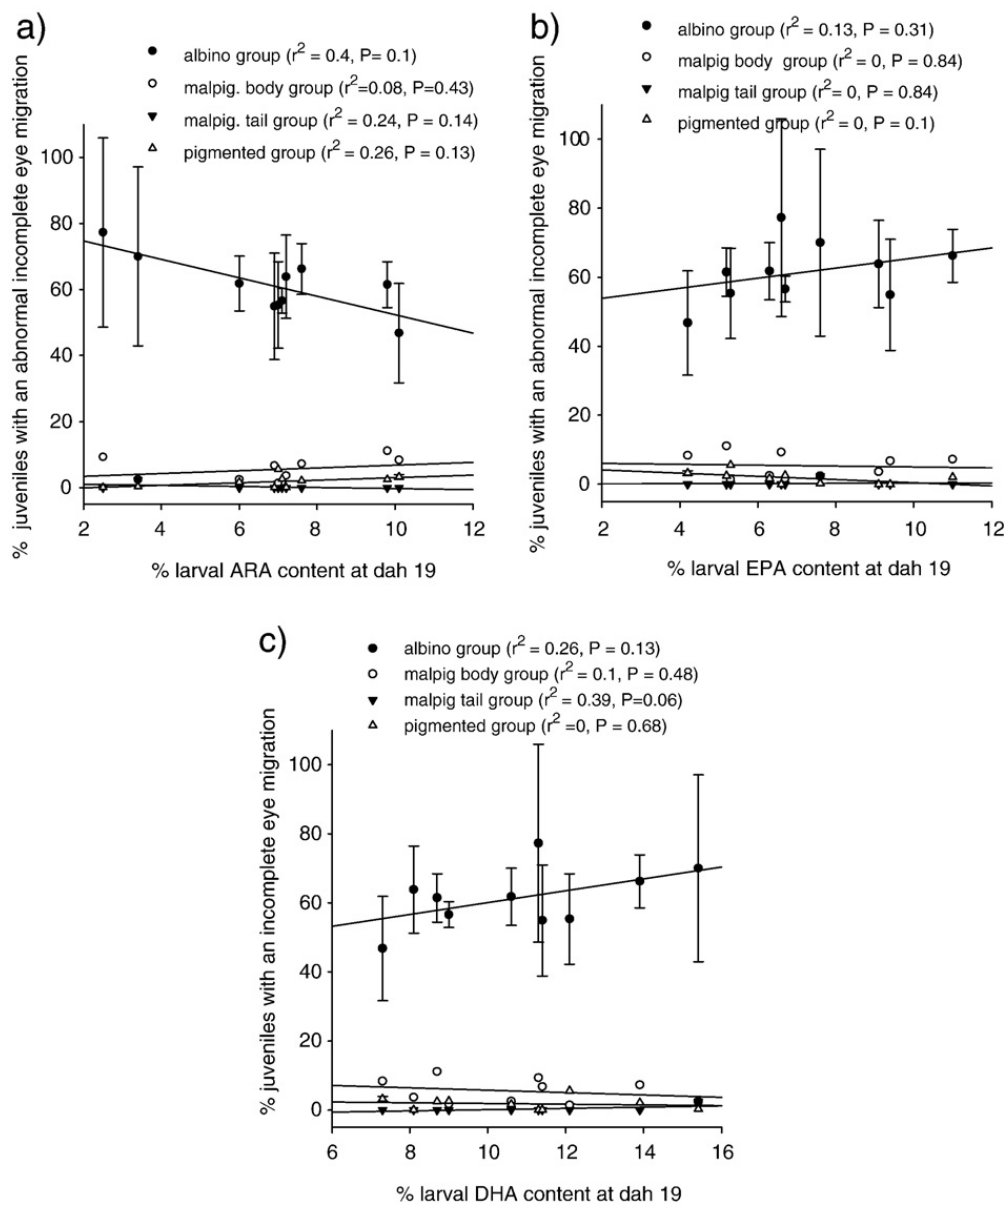 a)
albino group (r² = 0.4, P= 0.1)
malpig. body group (r²=0.08, P=0.43)
malpig. tail group (r² = 0.24, P = 0.14)
pigmented group (r² = 0.26, P = 0.13)
% juveniles with an abnormal incomplete eye migration
100
80
60
40
20
0
2 4 6 8 10 12
% larval ARA content at dah 19
b)
albino group (r² = 0.13, P = 0.31)
malpig body group (r² = 0, P = 0.84)
malpig tail group (r²= 0, P = 0.84)
pigmented group (r² = 0, P = 0.1)
% juveniles with an abnormal incomplete eye migration
100
80
60
40
20
0
2 4 6 8 10 12
% larval EPA content at dah 19
c)
albino group (r² = 0.26, P = 0.13)
malpig body group (r² = 0.1, P = 0.48)
malpig tail group (r² = 0.39, P=0.06)
pigmented group (r² =0, P = 0.68)
% juveniles with an incomplete eye migration
100
80
60
40
20
0
6 8 10 12 14 16
% larval DHA content at dah 19